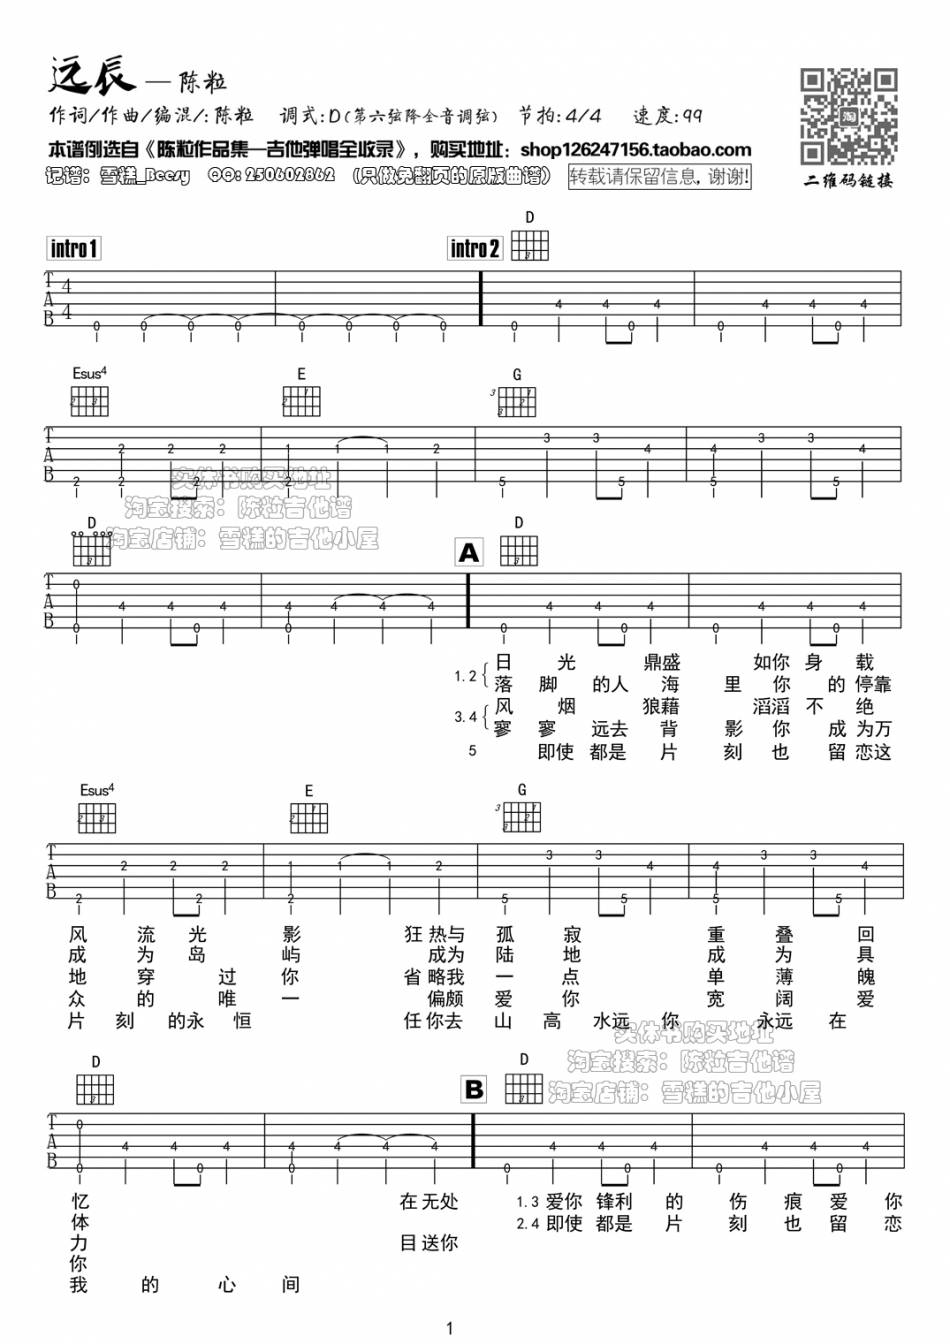 远辰 — 陈粒
作词/作曲/编混/:陈粒 调式:D(第六弦降全音调弦) 节拍:4/4 速度:99
本谱例选自《陈粒作品集—吉他弹唱全收录》，购买地址：shop126247156.taobao.com
记谱：雪糕_Beesy QQ：250602862 （只做免翻页的原版曲谱） 转载请保留信息，谢谢！
淘
二维码链接
intro 1 intro 2 D
T A B 4 4
0 0 0 0 0 0 0 0 0 4 4 0 4 0 4 4 0 4
Esus4 E G
2 2 2 2 2 2 1 1 1 2 5 3 3 5 4 5 4 3 3 5 4
实体书购买地址
淘宝搜索：陈粒吉他谱
淘宝店铺：雪糕的吉他小屋
D A D
T A B
0 0 4 4 0 4 0 4 4 4 4 0 4 4 0 4 0 4 4 0 4
1.2 日 光 鼎盛 如你 身 载
落 脚 的人 海 里 你 的 停靠
3.4 风 烟 狼藉 滔滔 不 绝
寥 寥 远去 背 影 你 成 为万
5 即使 都是 片 刻 也 留 恋这
Esus4 E G
T A B
2 2 2 2 2 2 1 1 1 2 5 3 3 5 4 5 4 3 3 5 4
风 流 光 影 狂 热与 孤 寂 重 叠 回
成 为 岛 屿 成为 陆 地 成 为 具
地 穿 过 你 省 略我 一 点 单 薄 魄
众 的 唯 一 偏颇 爱 你 宽 阔 爱
片 刻 的永 恒 任 你去 山 高 水远 你 永远 在
实体书购买地址
淘宝搜索：陈粒吉他谱
淘宝店铺：雪糕的吉他小屋
D B D
T A B
0 0 4 4 0 4 0 4 4 4 4 0 4 4 0 4 0 4 4 0 4
忆 在 无处 1.3 爱你 锋利 的 伤 痕 爱 你
体 2.4 即使 都是 片 刻 也 留 恋
力 目 送你
你
我 的 心 间
1